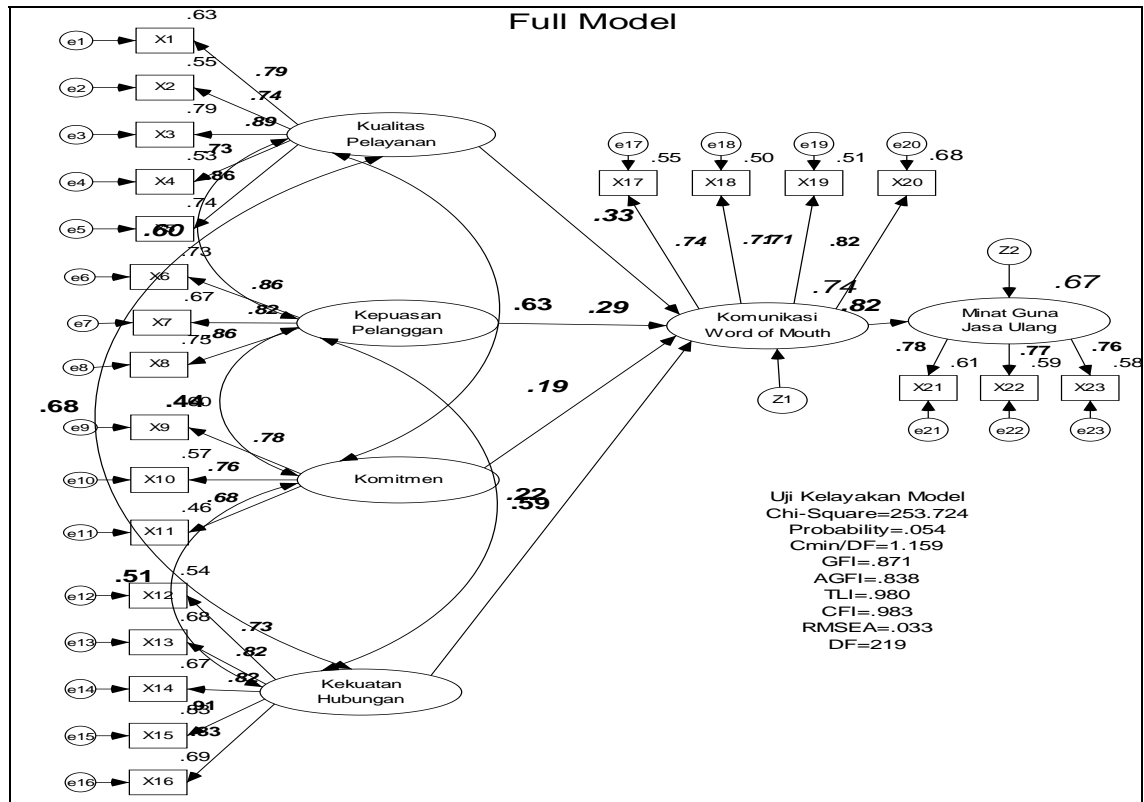 Full Model
.63
e1
X1
.55
e2
X2
.79
e3
X3
.53
e4
X4
.74
e5
.60
.73
e6
X6
.67
e7
X7
.75
e8
X8
.79
.74
.89
.73
.86
Kualitas
Pelayanan
.86
.82
.86
Kepuasan
Pelanggan
.68
.44
e9
X9
.57
e10
X10
.46
e11
X11
.78
.76
.68
Komitmen
.51
.54
e12
X12
.68
e13
X13
.67
e14
X14
.83
e15
X15
.69
e16
X16
.73
.82
.82
.91
.83
Kekuatan
Hubungan
.63
.59
.33
.29
.19
.22
e17
.55
X17
e18
.50
X18
e19
.51
X19
e20
.68
X20
.74
.71
.71
.82
.74
Komunikasi
Word of Mouth
Z1
.82
Z2
.67
Minat Guna
Jasa Ulang
.78
.77
.76
.61
X21
e21
.59
X22
e22
.58
X23
e23
Uji Kelayakan Model
Chi-Square=253.724
Probability=.054
Cmin/DF=1.159
GFI=.871
AGFI=.838
TLI=.980
CFI=.983
RMSEA=.033
DF=219